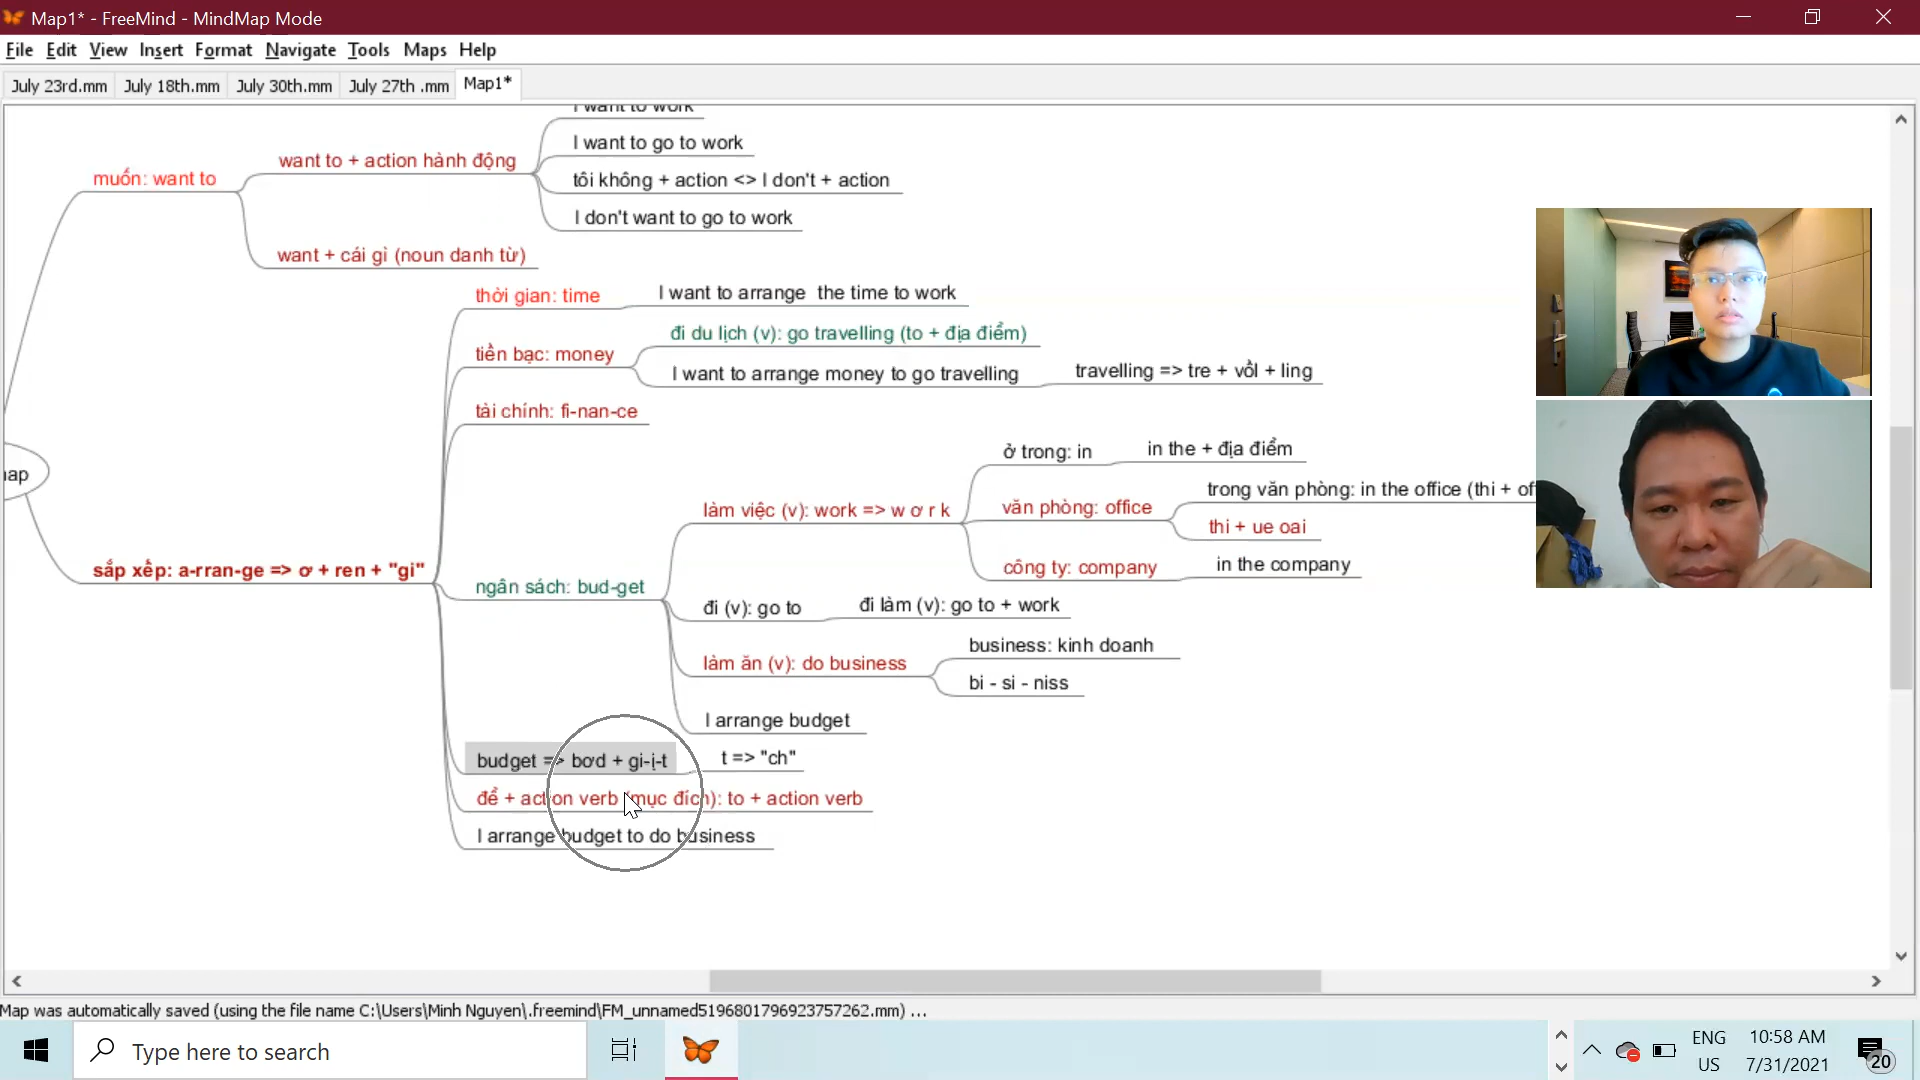 Map1* - FreeMind - MindMap Mode
File Edit View Insert Format Navigate Tools Maps Help
July 23rd.mm July 18th.mm July 30th.mm July 27th .mm Map1*
I want to work
I want to go to work
want to + action hành động
muốn: want to
tôi không + action <> I don't + action
I don't want to go to work
want + cái gì (noun danh từ)
thời gian: time
I want to arrange  the time to work
đi du lịch (v): go travelling (to + địa điểm)
tiền bạc: money
I want to arrange money to go travelling
travelling => tre + vồl + ling
tài chính: fi-nan-ce
ở trong: in
in the + địa điểm
trong văn phòng: in the office (thi + of
làm việc (v): work => w ơ r k
văn phòng: office
thi + ue oai
công ty: company
in the company
sắp xếp: a-rran-ge => ơ + ren + "gi"
ngân sách: bud-get
đi (v): go to
đi làm (v): go to + work
business: kinh doanh
làm ăn (v): do business
bi - si - niss
I arrange budget
budget => bơd + gi-ị-t
t => "ch"
để + action verb (mục đích): to + action verb
I arrange budget to do business
Map was automatically saved (using the file name C:\Users\Minh Nguyen\.freemind\FM_unnamed5196801796923757262.mm) ...
Type here to search
ENG
US
10:58 AM
7/31/2021
20